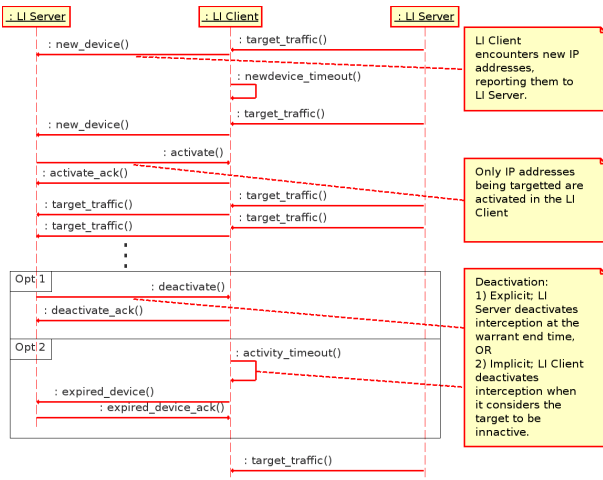 : LI Server
: LI Client
: LI Server
: target_traffic()
: new_device()
LI Client
encounters new IP
addresses,
reporting them to
LI Server.
: newdevice_timeout()
: target_traffic()
: new_device()
: activate()
: activate_ack()
Only IP addresses
being targetted are
activated in the LI
Client
: target_traffic()
: target_traffic()
: target_traffic()
: target_traffic()
Opt 1
: deactivate()
: deactivate_ack()
Deactivation:
1) Explicit; LI
Server deactivates
interception at the
warrant end time,
OR
2) Implicit; LI Client
deactivates
interception when
it considers the
target to be
innactive.
Opt 2
: activity_timeout()
: expired_device()
: expired_device_ack()
: target_traffic()